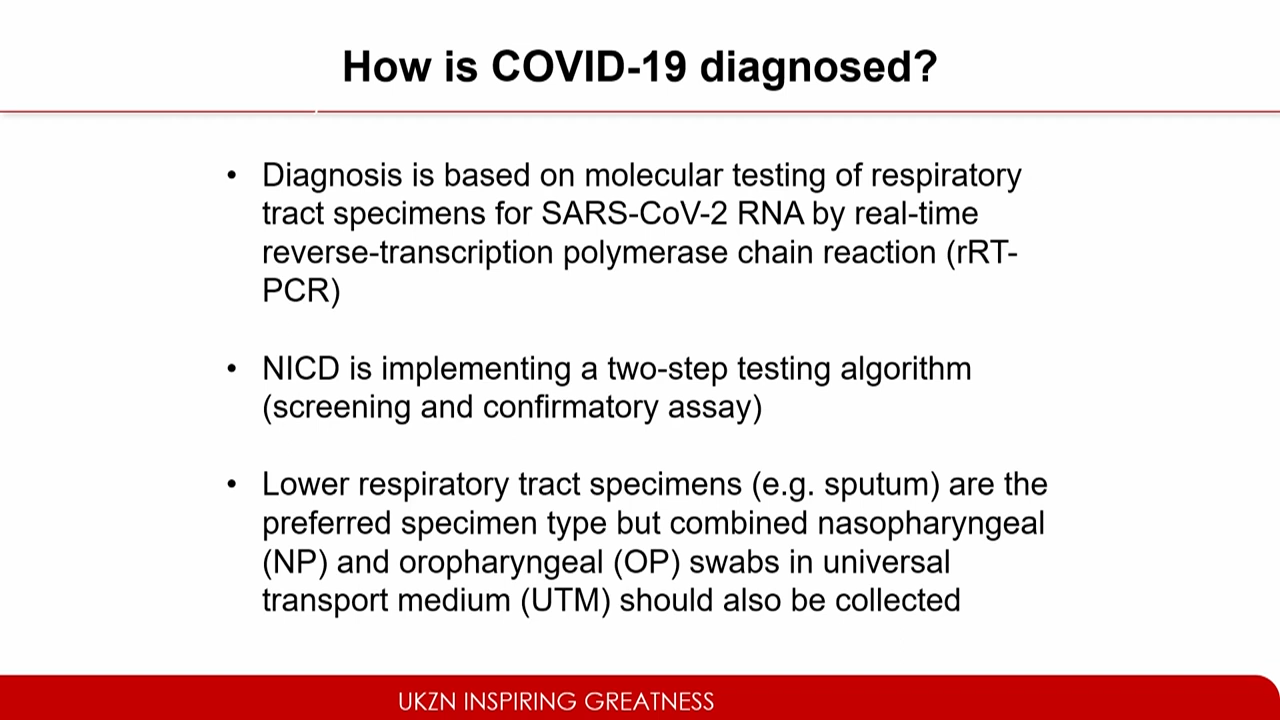 How is COVID-19 diagnosed?
• Diagnosis is based on molecular testing of respiratory
tract specimens for SARS-CoV-2 RNA by real-time
reverse-transcription polymerase chain reaction (rRT-
PCR)
• NICD is implementing a two-step testing algorithm
(screening and confirmatory assay)
• Lower respiratory tract specimens (e.g. sputum) are the
preferred specimen type but combined nasopharyngeal
(NP) and oropharyngeal (OP) swabs in universal
transport medium (UTM) should also be collected
UKZN INSPIRING GREATNESS